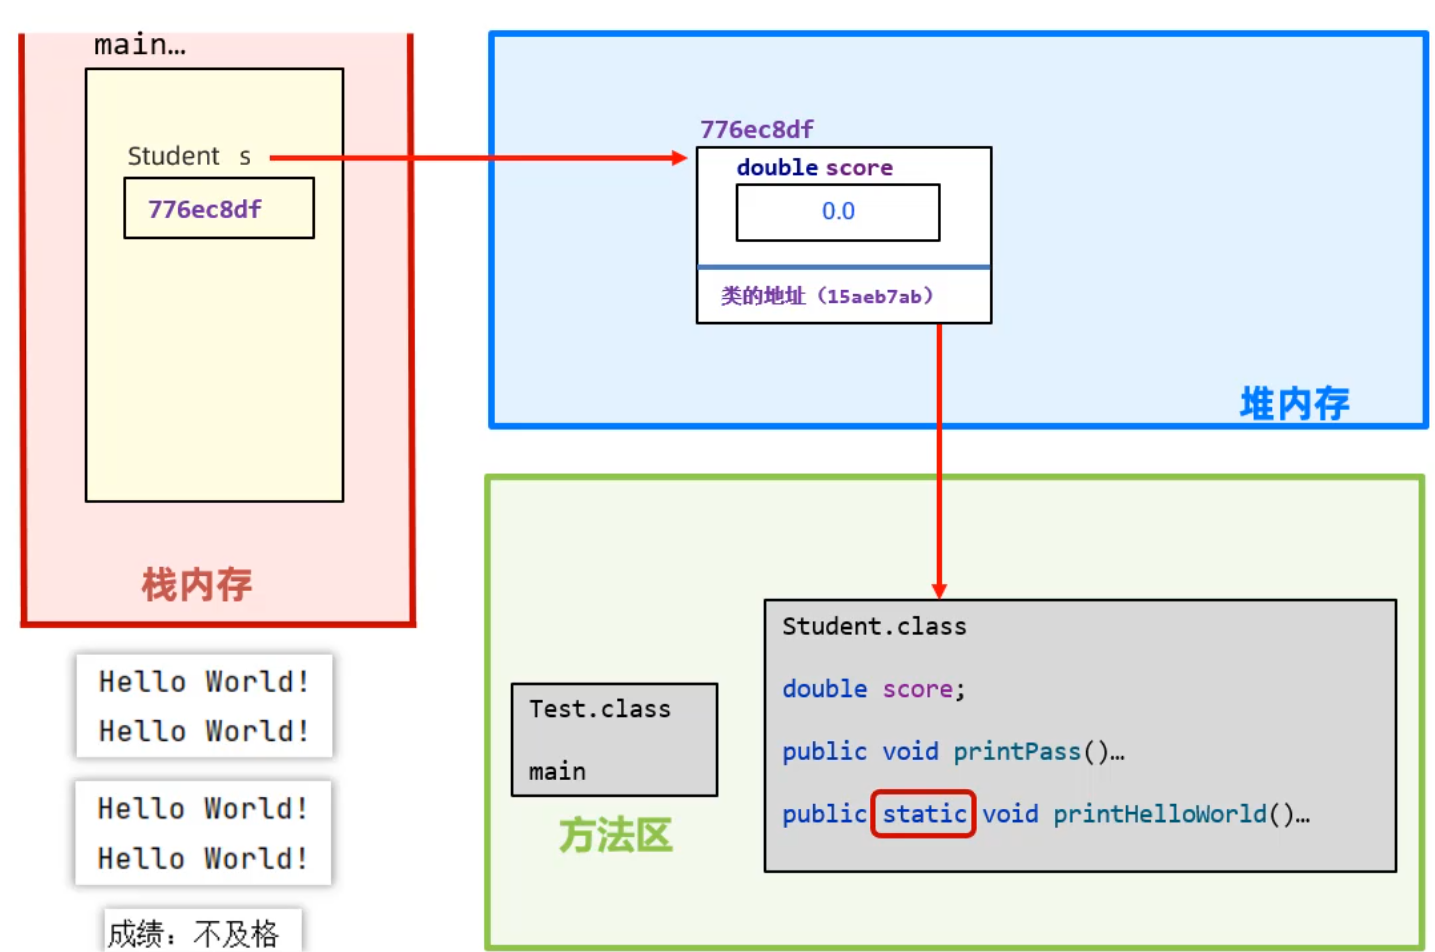 main…
Student s
776ec8df
栈内存
Hello World!
Hello World!
Hello World!
Hello World!
成绩：不及格
776ec8df
double score
0.0
类的地址（15aeb7ab）
堆内存
Test.class
main
方法区
Student.class
double score;
public void printPass()…
public static void printHelloWorld()…